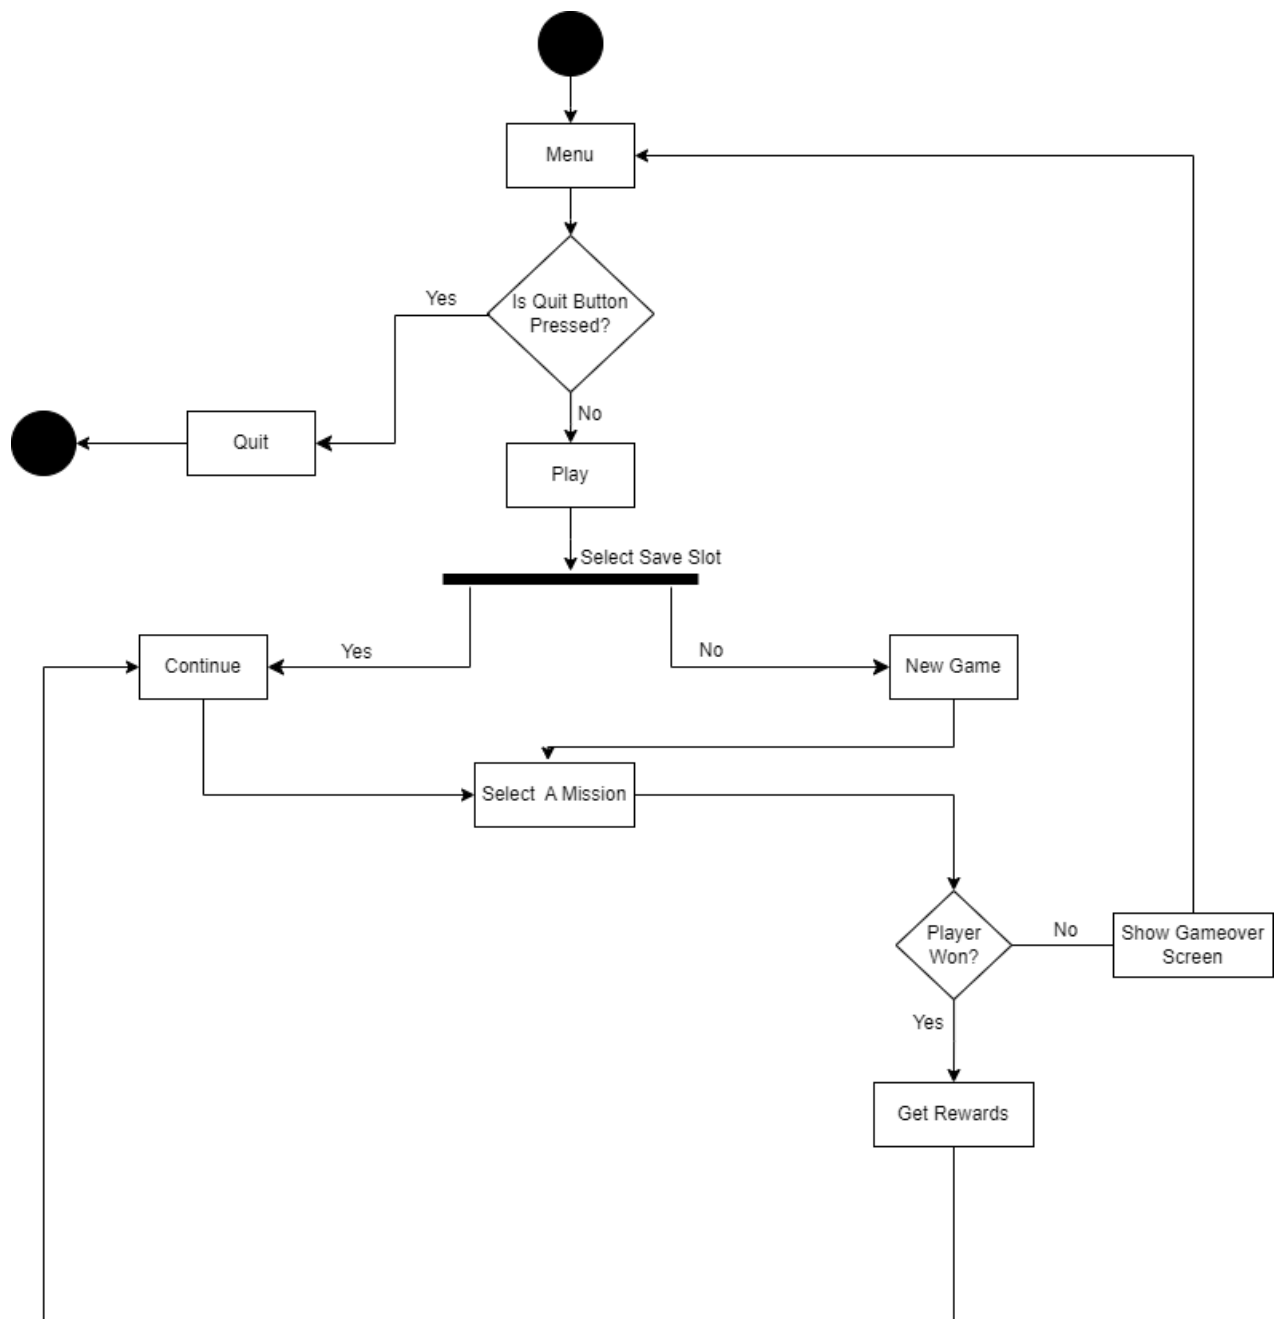 Menu
Is Quit Button
Pressed?
Yes
No
Quit
Play
Select Save Slot
Yes
No
Continue
New Game
Select  A Mission
Player
Won?
No
Show Gameover
Screen
Yes
Get Rewards